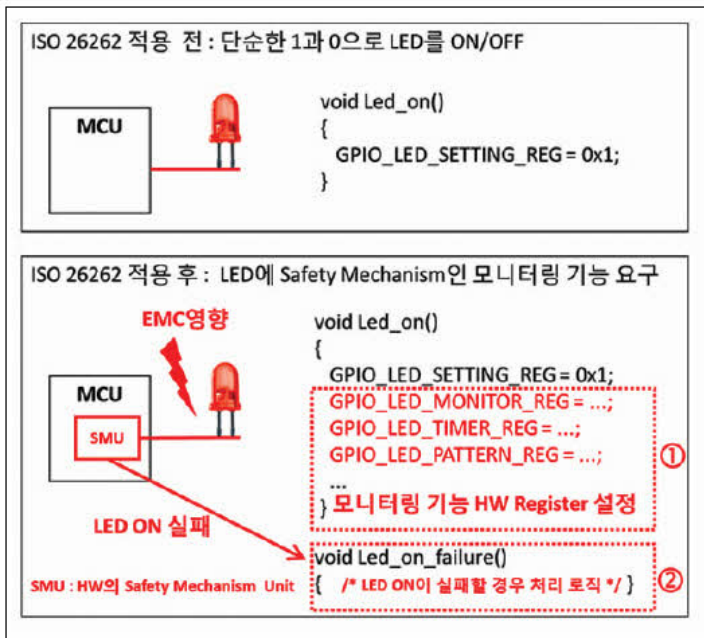 ISO 26262 적용 전 : 단순한 1과 0으로 LED를 ON/OFF
MCU
void Led_on()
{
GPIO_LED_SETTING_REG = 0x1;
}
ISO 26262 적용 후 : LED에 Safety Mechanism인 모니터링 기능 요구
EMC영향
MCU
SMU
LED ON 실패
SMU : HW의 Safety Mechanism Unit
void Led_on()
{
GPIO_LED_SETTING_REG = 0x1;
GPIO_LED_MONITOR_REG = ...;
GPIO_LED_TIMER_REG = ...;
GPIO_LED_PATTERN_REG = ...;
...
} 모니터링 기능 HW Register 설정
①
void Led_on_failure()
{ /* LED ON이 실패할 경우 처리 로직 */ }
②